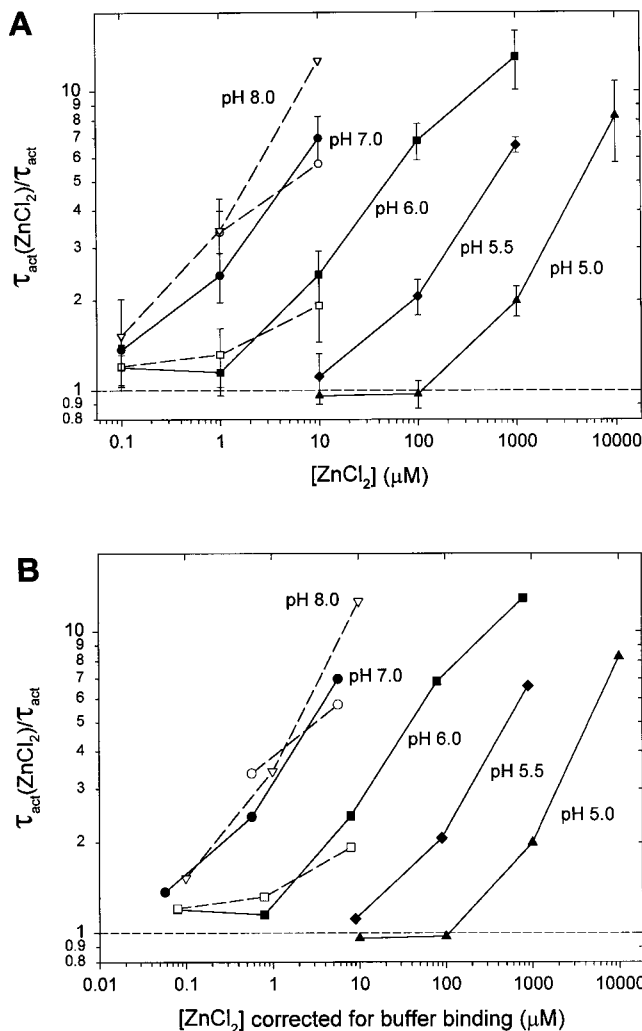 A
10
9
8
7
6
5
4
3
2
1
0.9
0.8
τact(ZnCl2)/τact
pH 8.0
pH 7.0
pH 6.0
pH 5.5
pH 5.0
0.1 1 10 100 1000 10000
[ZnCl2] (μM)
B
10
9
8
7
6
5
4
3
2
1
0.9
0.8
τact(ZnCl2)/τact
pH 8.0
pH 7.0
pH 6.0
pH 5.5
pH 5.0
0.01 0.1 1 10 100 1000 10000
[ZnCl2] corrected for buffer binding (μM)